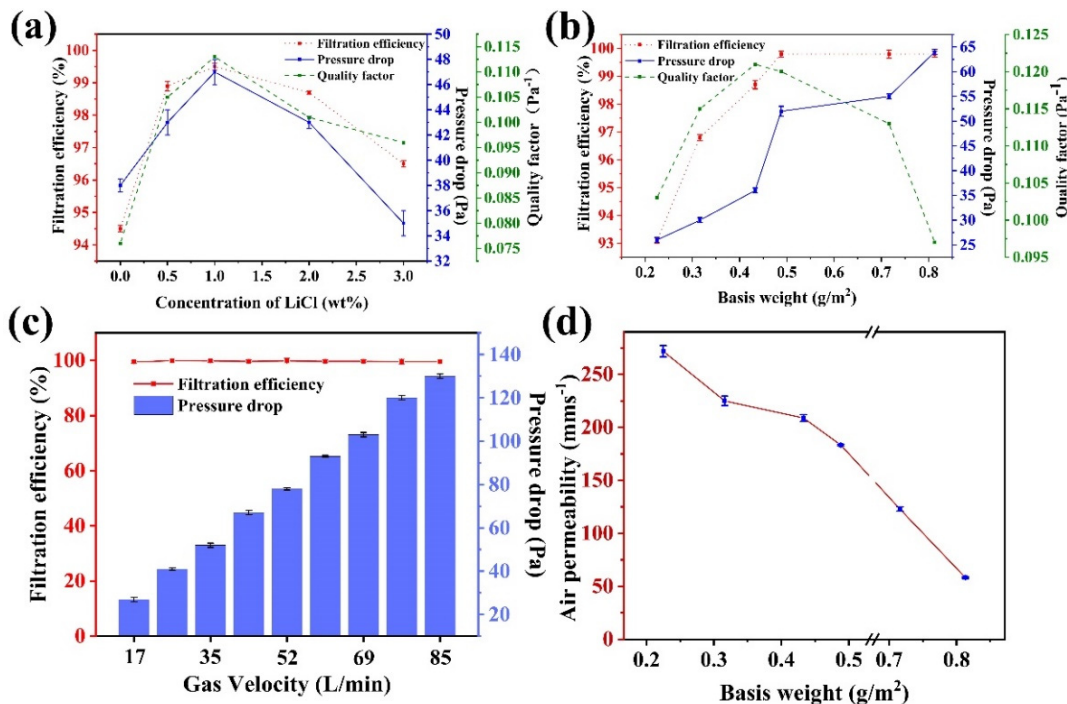 (a)
Filtration efficiency (%)
100
99
98
97
96
95
94
Filtration efficiency
Pressure drop
Quality factor
50
48
46
44
42
40
38
36
34
32
Pressure drop (Pa)
0.115
0.110
0.105
0.100
0.095
0.090
0.085
0.080
0.075
Quality factor (Pa⁻¹)
0.0 0.5 1.0 1.5 2.0 2.5 3.0
Concentration of LiCl (wt%)
(b)
Filtration efficiency (%)
100
99
98
97
96
95
94
93
Filtration efficiency
Pressure drop
Quality factor
65
60
55
50
45
40
35
30
25
Pressure drop (Pa)
0.125
0.120
0.115
0.110
0.105
0.100
0.095
Quality factor (Pa⁻¹)
0.2 0.3 0.4 0.5 0.6 0.7 0.8
Basis weight (g/m²)
(c)
Filtration efficiency (%)
100
80
60
40
20
0
Filtration efficiency
Pressure drop
140
120
100
80
60
40
20
Pressure drop (Pa)
17 35 52 69 85
Gas Velocity (L/min)
(d)
Air permeability (mms⁻¹)
250
200
150
100
50
0
0.2 0.3 0.4 0.5 0.7 0.8
Basis weight (g/m²)